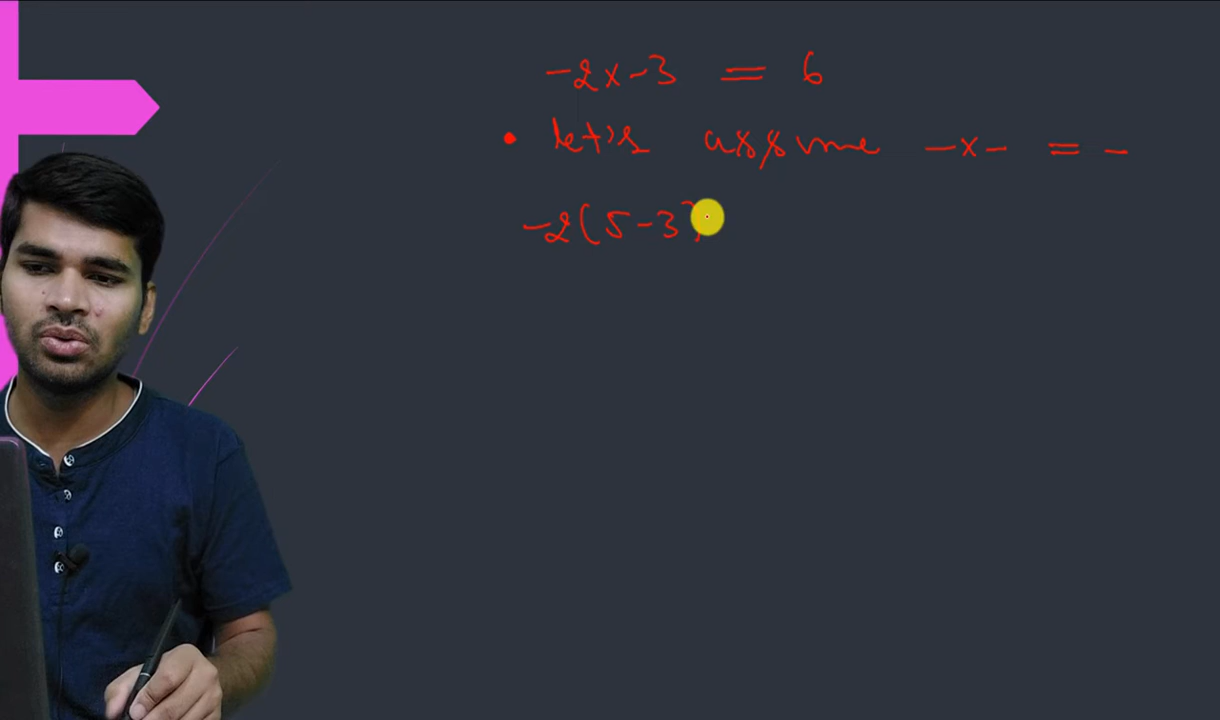 -2x-3 = 6
• let's assume -x- = -
-2(5-3)